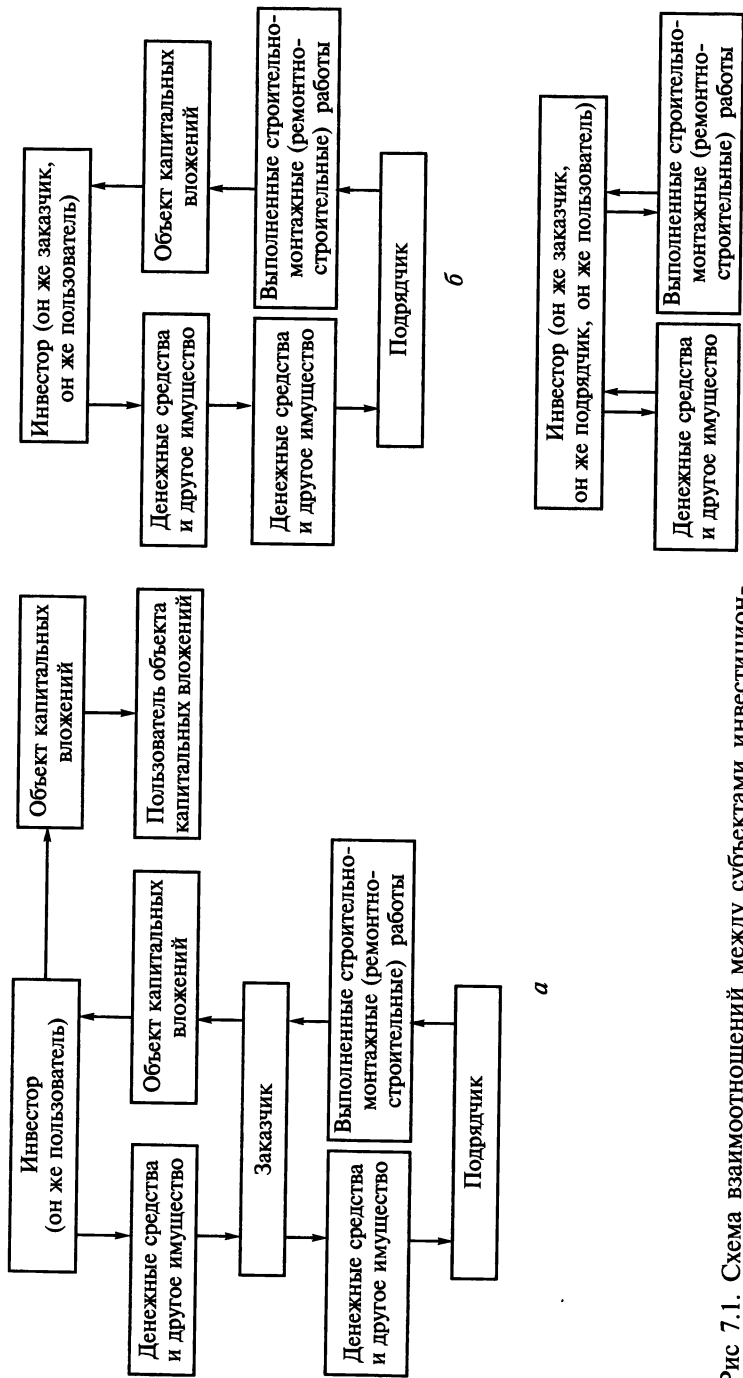 Инвестор
(он же пользователь)
Объект капитальных
вложений
Денежные средства
и другое имущество
Объект капитальных
вложений
Пользователь объекта
капитальных вложений
Заказчик
Денежные средства
и другое имущество
Выполненные строительно-
монтажные (ремонтно-
строительные) работы
Подрядчик
а
Инвестор (он же заказчик,
он же пользователь)
Денежные средства
и другое имущество
Объект капитальных
вложений
Денежные средства
и другое имущество
Выполненные строительно-
монтажные (ремонтно-
строительные) работы
Подрядчик
б
Инвестор (он же заказчик,
он же подрядчик, он же пользователь)
Денежные средства
и другое имущество
Выполненные строительно-
монтажные (ремонтно-
строительные) работы
Рис 7.1. Схема взаимоотношений между субъектами инвестицион-